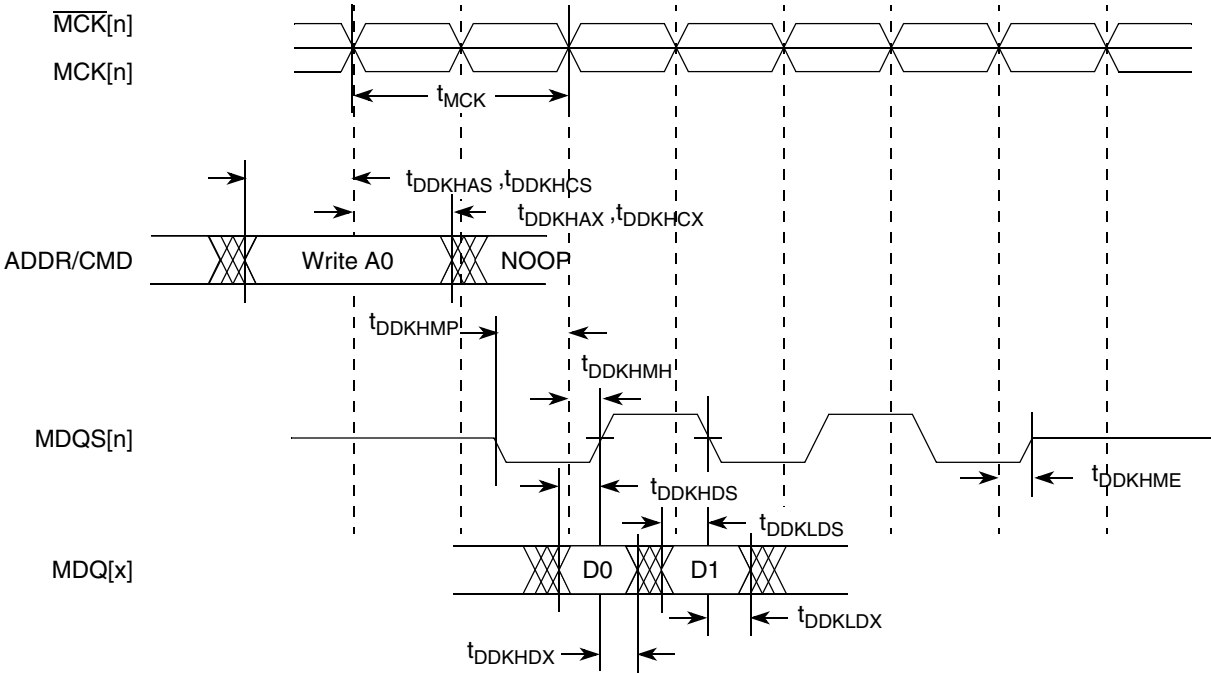 MCK[n]
MCK[n]
tMCK
tDDKHAS ,tDDKHCS
tDDKHAX ,tDDKHCX
ADDR/CMD
Write A0
NOOP
tDDKHMP
tDDKHMH
MDQS[n]
tDDKHDS
tDDKHME
tDDKLDS
MDQ[x]
D0
D1
tDDKLDX
tDDKHDX